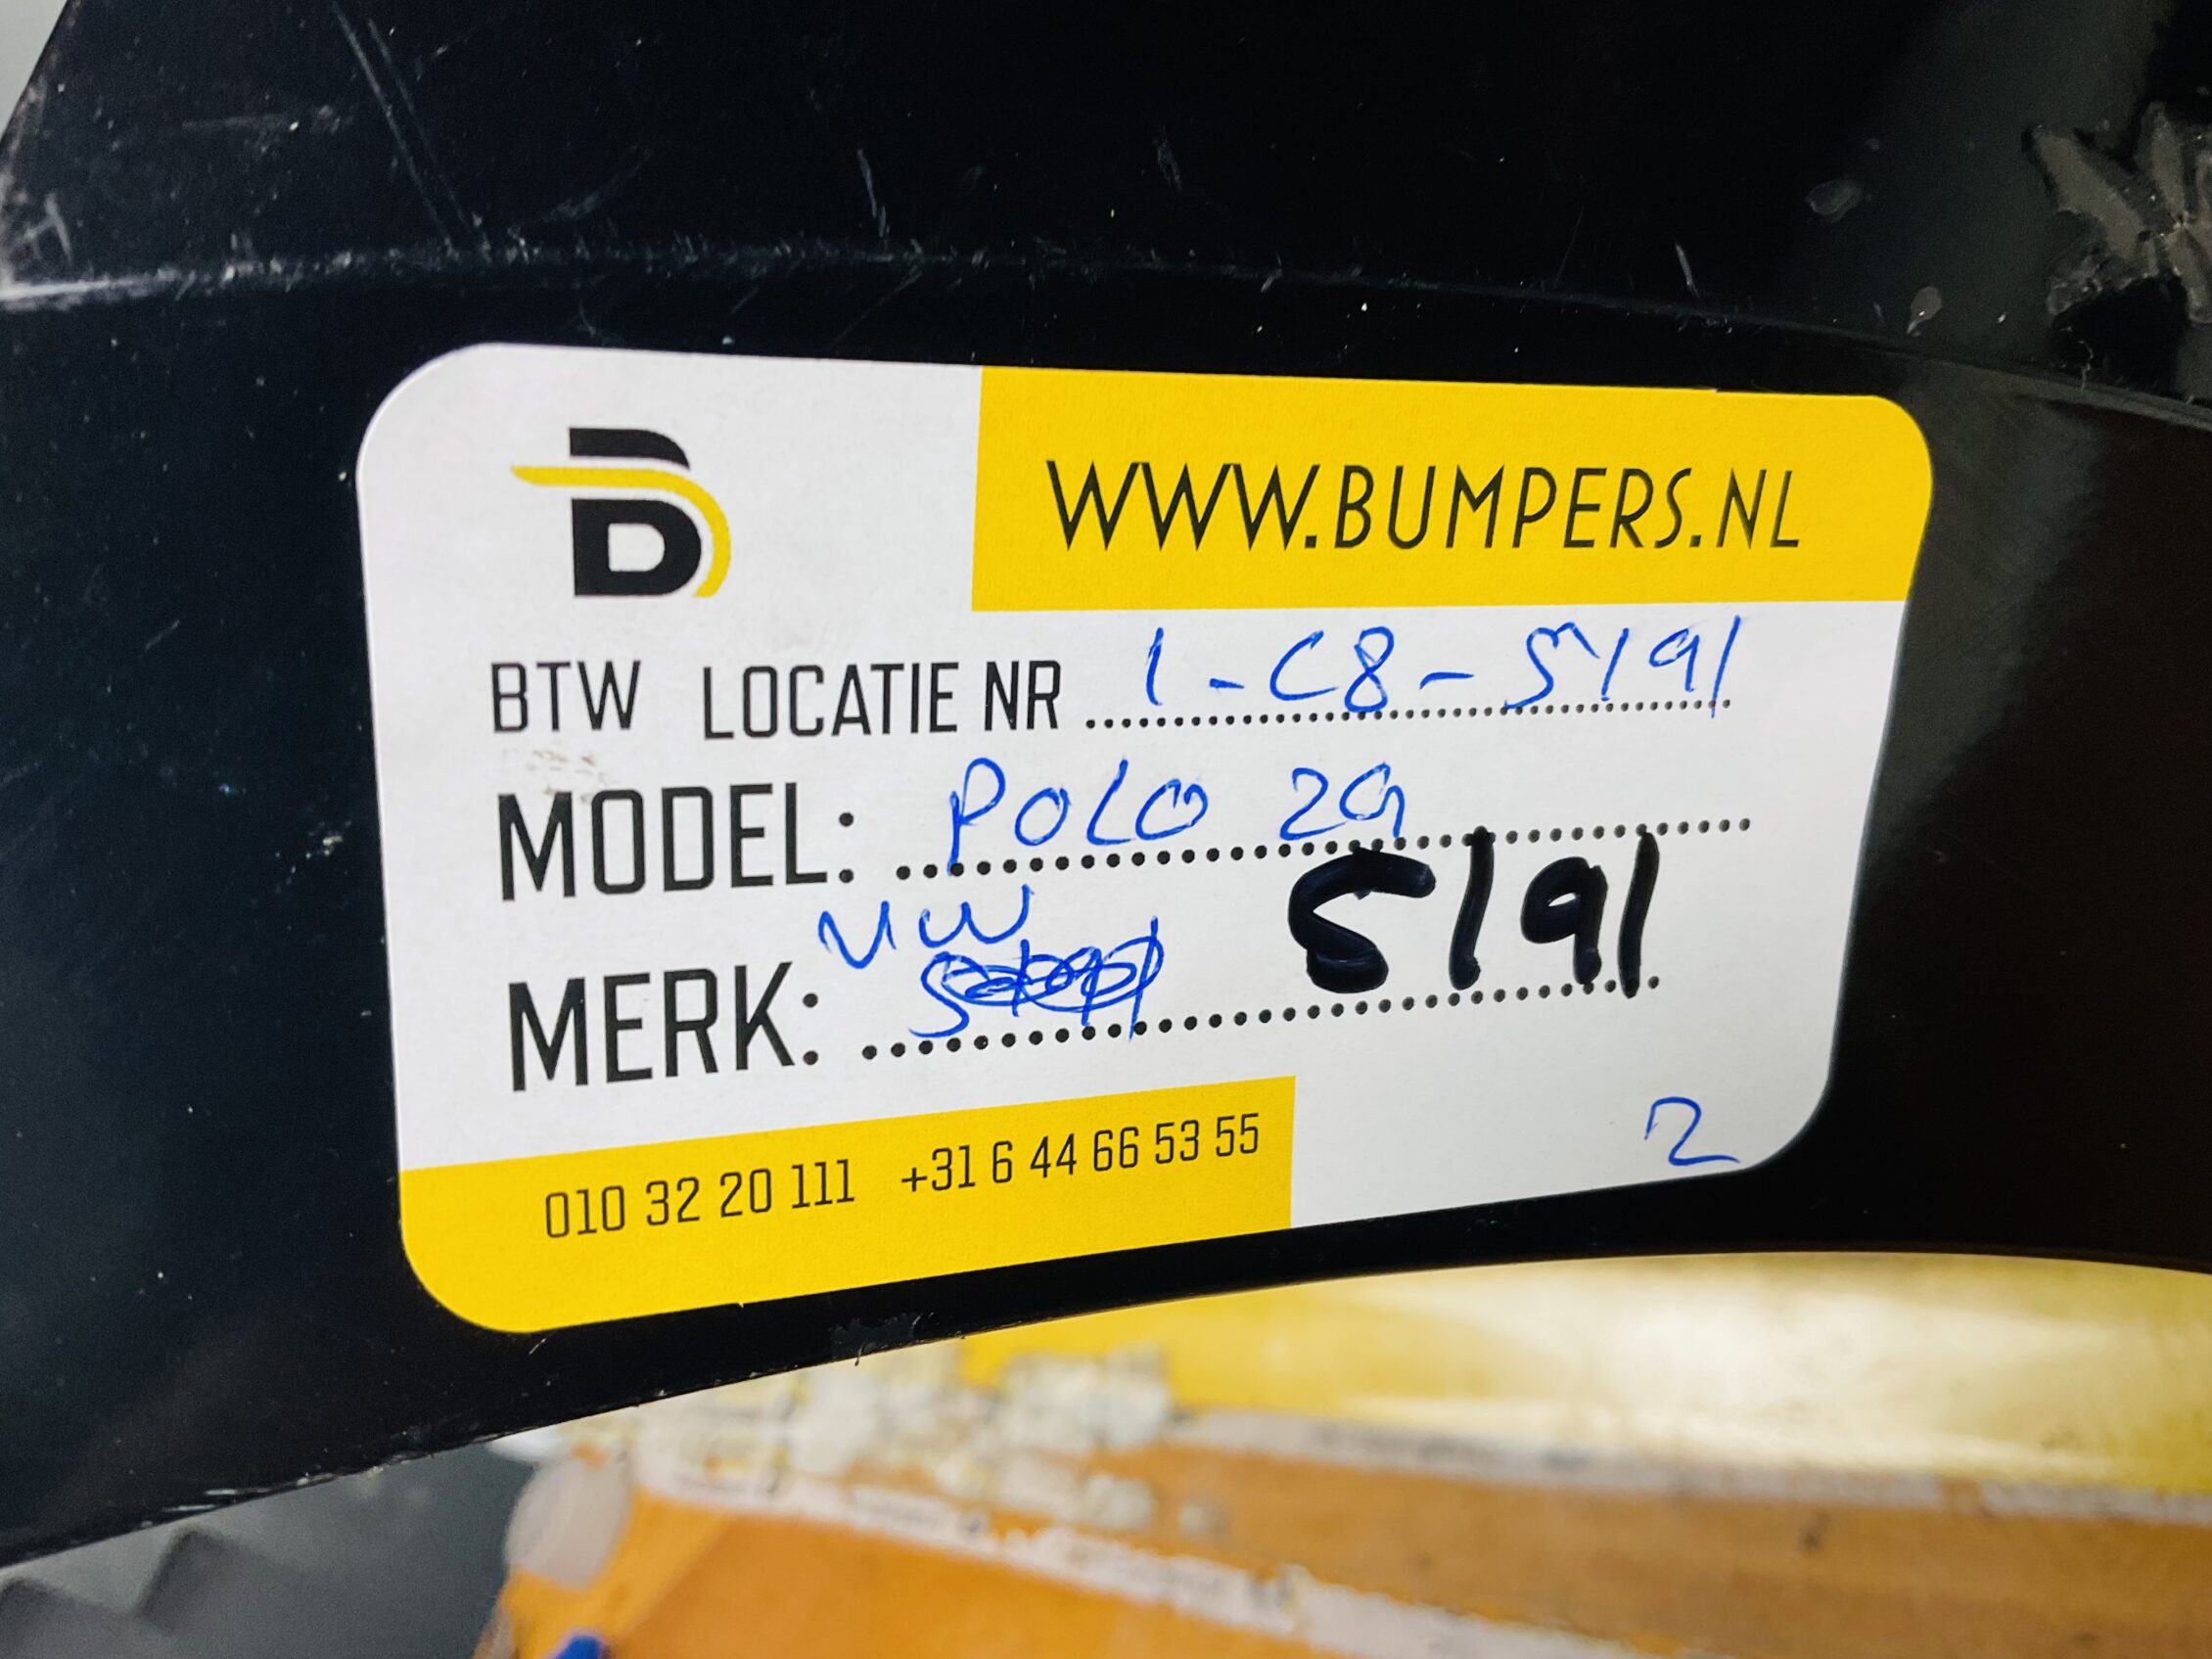 WWW.BUMPERS.NL
BTW LOCATIE NR 1-C8-5191
MODEL: POLO 2G
VW
MERK: 5191
2
010 32 20 111 +31 6 44 66 53 55